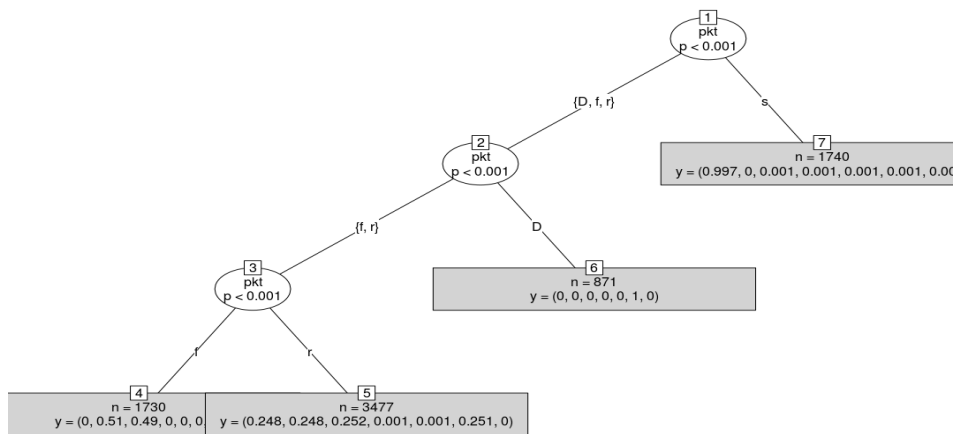 1
pkt
p < 0.001
{D, f, r}
s
2
pkt
p < 0.001
7
n = 1740
y = (0.997, 0, 0.001, 0.001, 0.001, 0.001, 0.00
{f, r}
D
3
pkt
p < 0.001
6
n = 871
y = (0, 0, 0, 0, 0, 1, 0)
f
r
4
n = 1730
y = (0, 0.51, 0.49, 0, 0, 0,
5
n = 3477
y = (0.248, 0.248, 0.252, 0.001, 0.001, 0.251, 0)